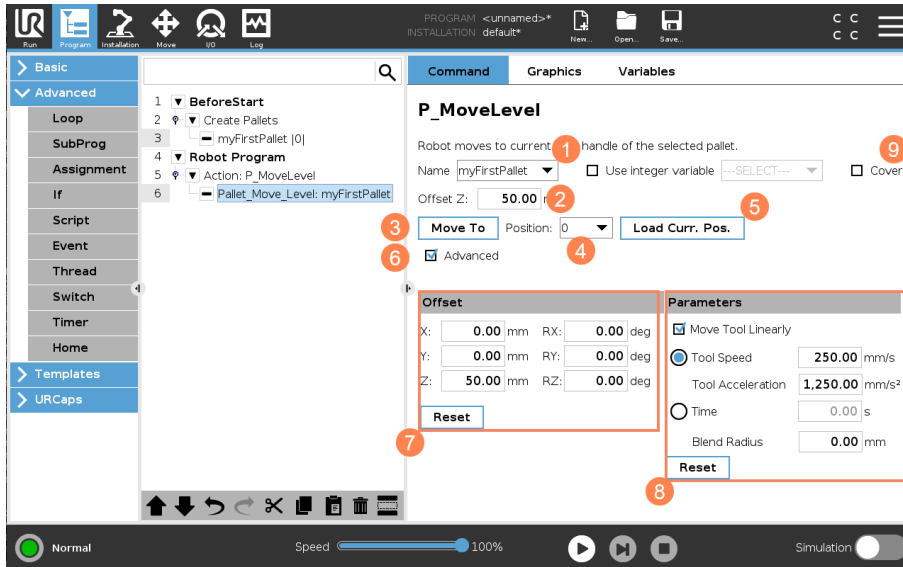 PROGRAM <unnamed>*
INSTALLATION default*
Run Program Installation Move I/O Log New... Open... Save...
C C
C C
Basic
Advanced
Loop
SubProg
Assignment
If
Script
Event
Thread
Switch
Timer
Home
Templates
URCaps
1 BeforeStart
2 Create Pallets
3 myFirstPallet |0|
4 Robot Program
5 Action: P_MoveLevel
6 Pallet_Move_Level: myFirstPallet
Command Graphics Variables
P_MoveLevel
Robot moves to current handle of the selected pallet.
1
9
Name myFirstPallet Use integer variable ---SELECT--- Cover
Offset Z: 50.00
2
5
3 Move To Position: 0 Load Curr. Pos.
4
6 Advanced
Offset
X: 0.00 mm RX: 0.00 deg
Y: 0.00 mm RY: 0.00 deg
Z: 50.00 mm RZ: 0.00 deg
Reset
7
Parameters
Move Tool Linearly
Tool Speed 250.00 mm/s
Tool Acceleration 1,250.00 mm/s²
Time 0.00 s
Blend Radius 0.00 mm
Reset
8
Normal Speed 100% Simulation